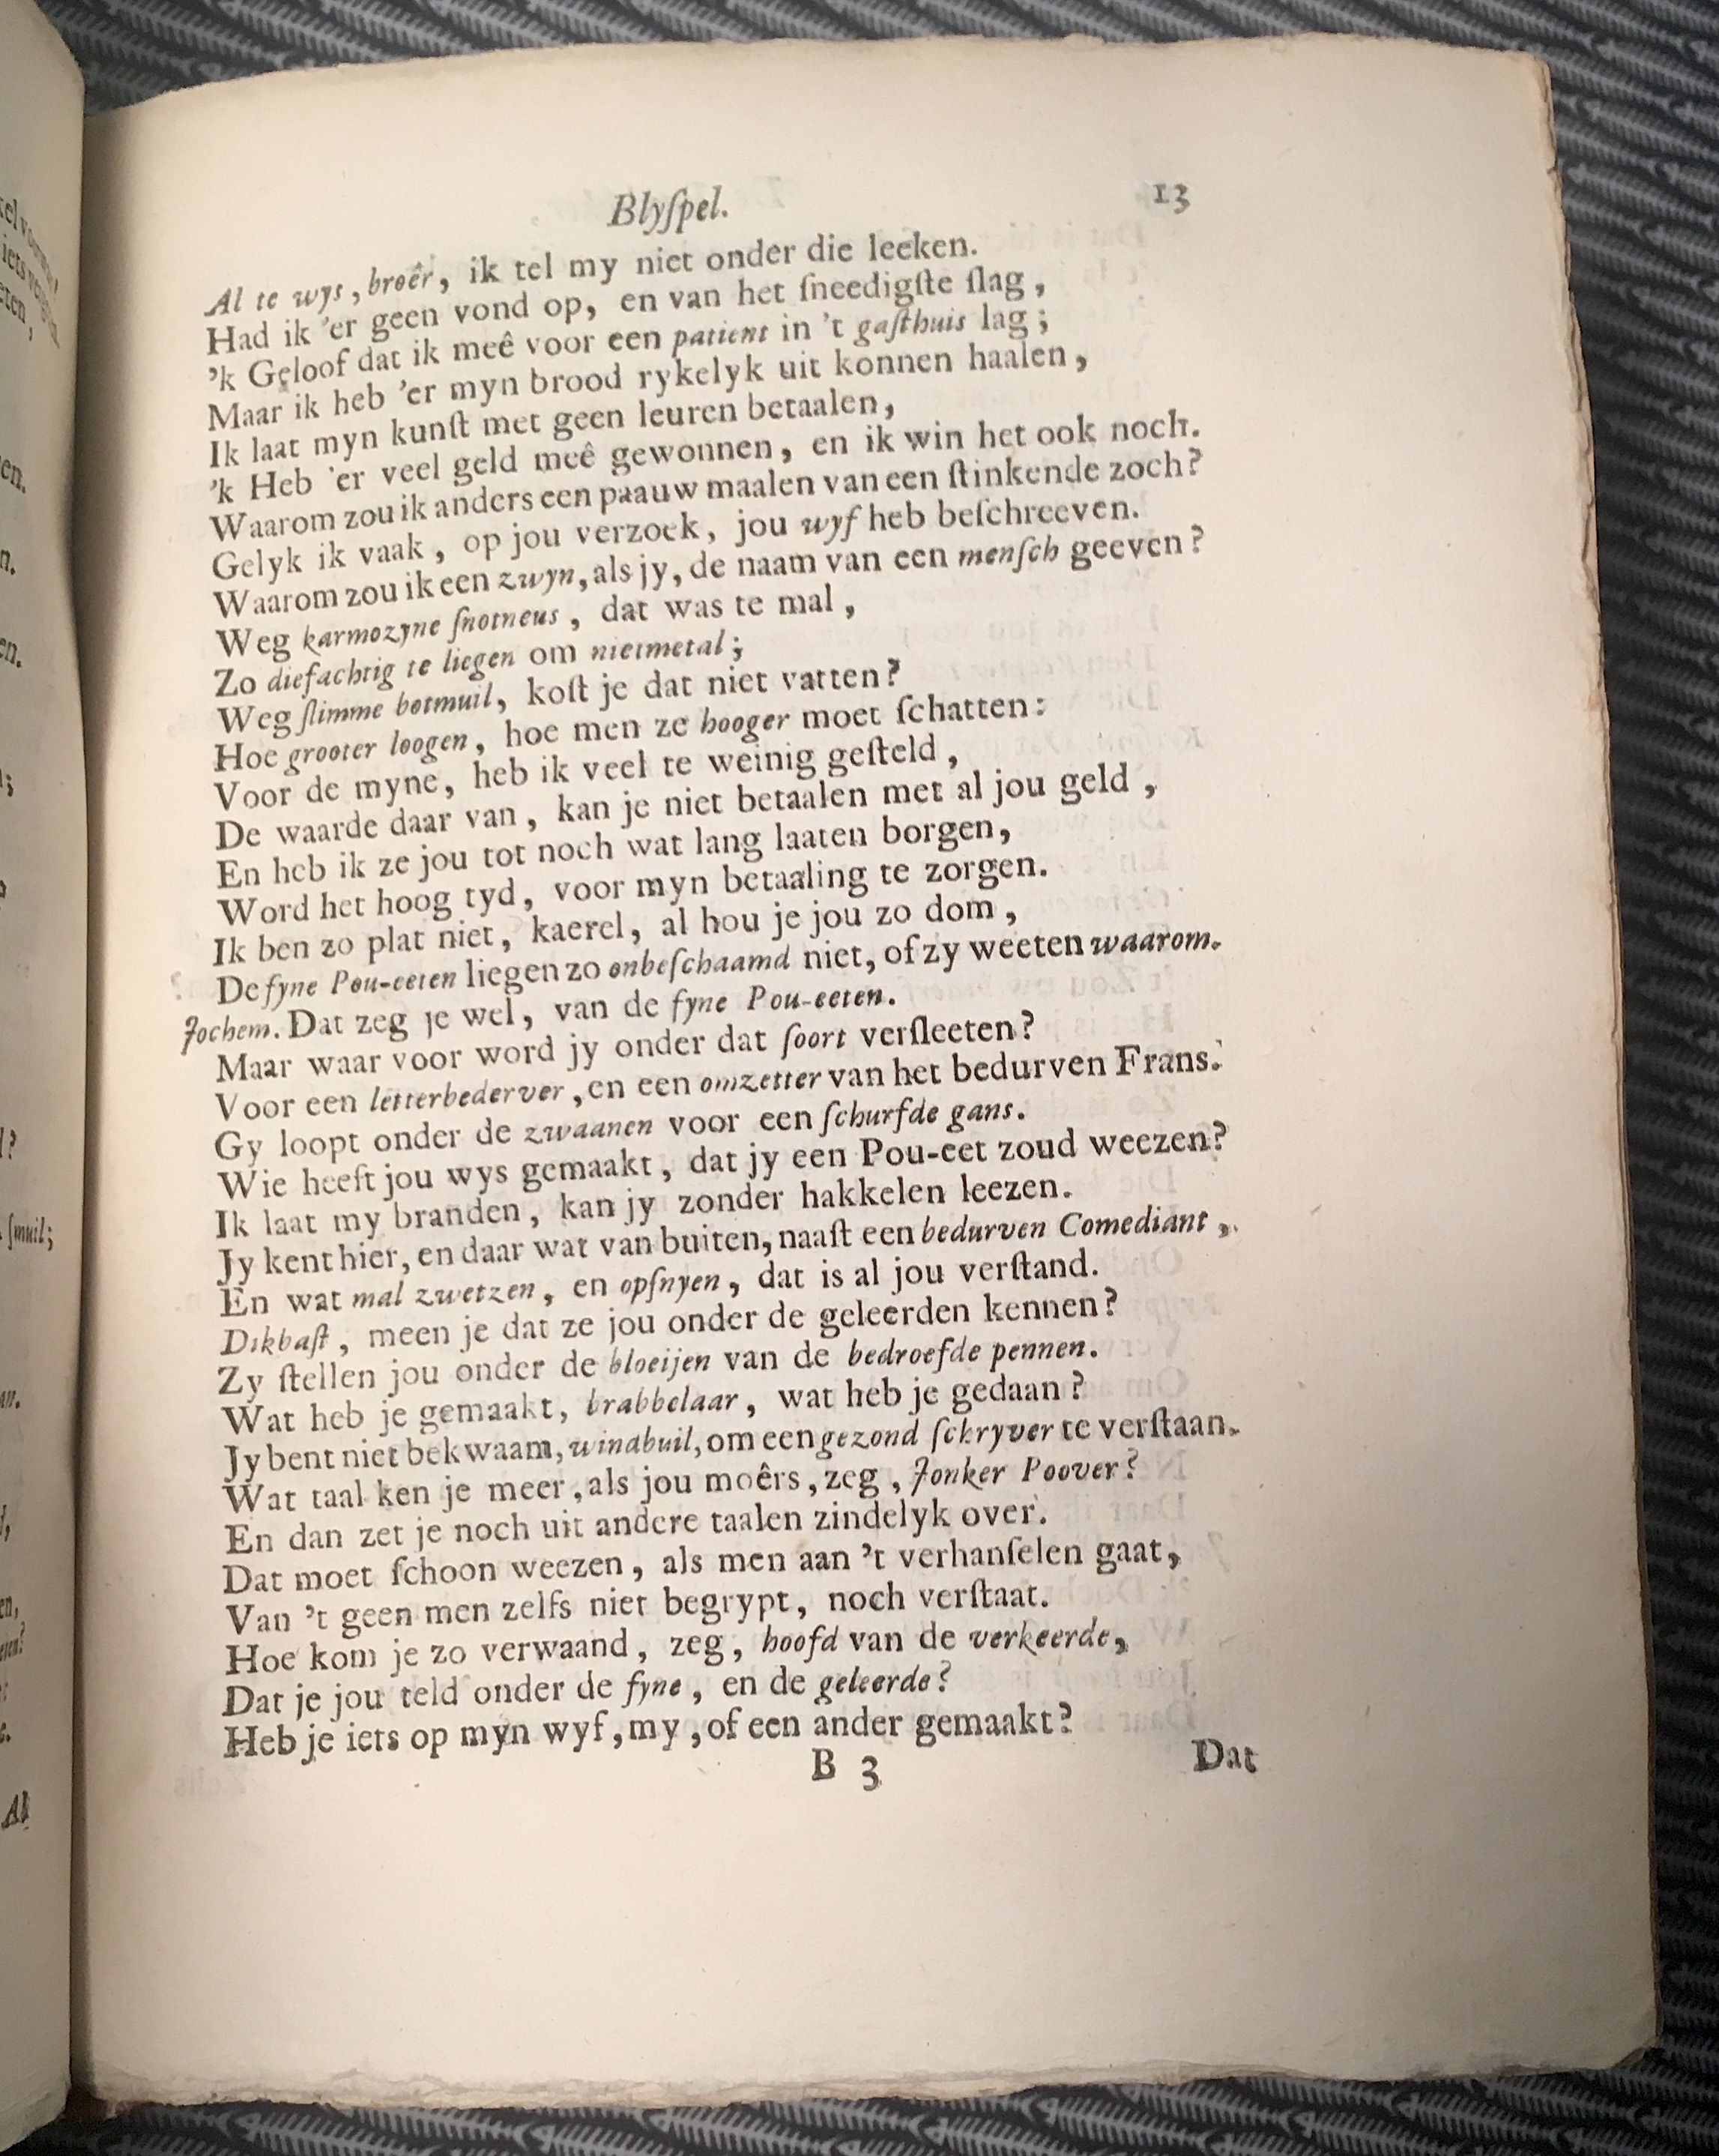 Blyſpel.
13
Al te wys, broêr, ik tel my niet onder die leeken.
Had ik 'er geen vond op, en van het ſneedigſte ſlag,
'k Geloof dat ik meê voor een patient in 't gaſthuis lag;
Maar ik heb 'er myn brood rykelyk uit konnen haalen,
Ik laat myn kunſt met geen leuren betaalen,
'k Heb 'er veel geld meê gewonnen, en ik win het ook noch.
Waarom zou ik anders een paauw maalen van een ſtinkende zoch?
Gelyk ik vaak, op jou verzoek, jou wyf heb beſchreeven.
Waarom zou ik een zwyn, als jy, de naam van een menſch geeven?
Weg karmozyne ſnotneus, dat was te mal,
Zo diefachtig te liegen om nietmetal;
Weg ſlimme botmuil, koſt je dat niet vatten?
Hoe grooter loogen, hoe men ze hooger moet ſchatten:
Voor de myne, heb ik veel te weinig geſteld,
De waarde daar van, kan je niet betaalen met al jou geld,
En heb ik ze jou tot noch wat lang laaten borgen,
Word het hoog tyd, voor myn betaaling te zorgen.
Ik ben zo plat niet, kaerel, al hou je jou zo dom,
De fyne Pou-eeten liegen zo onbeſchaamd niet, of zy weeten waarom.
Jochem. Dat zeg je wel, van de fyne Pou-eeten.
Maar waar voor word jy onder dat ſoort verſleeten?
Voor een letterbederver, en een omzetter van het bedurven Frans.
Gy loopt onder de zwaanen voor een ſchurfde gans.
Wie heeft jou wys gemaakt, dat jy een Pou-eet zoud weezen?
Ik laat my branden, kan jy zonder hakkelen leezen.
Jy kent hier, en daar wat van buiten, naaſt een bedurven Comediant,
En wat mal zwetzen, en opſnyen, dat is al jou verſtand.
Dikbaſt, meen je dat ze jou onder de geleerden kennen?
Zy ſtellen jou onder de bloeijen van de bedroefde pennen.
Wat heb je gemaakt, brabbelaar, wat heb je gedaan?
Jy bent niet bekwaam, windbuil, om een gezond ſchryver te verſtaan.
Wat taal ken je meer, als jou moêrs, zeg, Jonker Poover?
En dan zet je noch uit andere taalen zindelyk over.
Dat moet ſchoon weezen, als men aan 't verhanſelen gaat,
Van 't geen men zelfs niet begrypt, noch verſtaat.
Hoe kom je zo verwaand, zeg, hoofd van de verkeerde,
Dat je jou teld onder de fyne, en de geleerde?
Heb je iets op myn wyf, my, of een ander gemaakt?
B 3
Dat